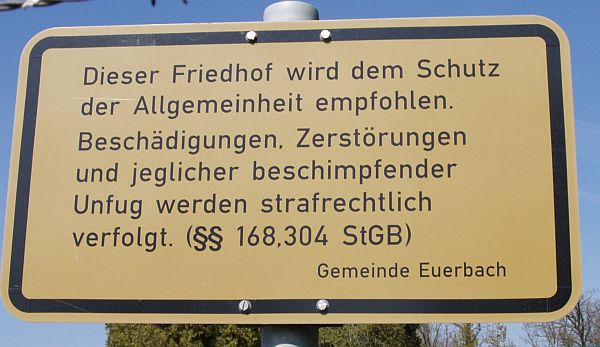 Dieser Friedhof wird dem Schutz
der Allgemeinheit empfohlen.
Beschädigungen, Zerstörungen
und jeglicher beschimpfender
Unfug werden strafrechtlich
verfolgt. (§§ 168,304 StGB)
Gemeinde Euerbach